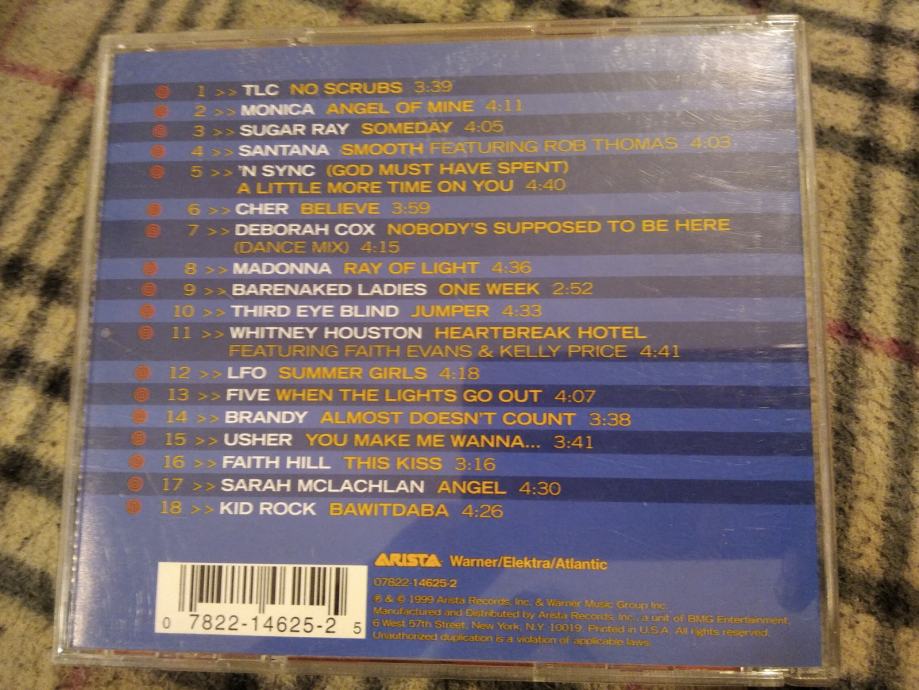 1 >> TLC NO SCRUBS 3:39
2 >> MONICA ANGEL OF MINE 4:11
3 >> SUGAR RAY SOMEDAY 4:05
4 >> SANTANA SMOOTH FEATURING ROB THOMAS 4:03
5 >> 'N SYNC (GOD MUST HAVE SPENT)
A LITTLE MORE TIME ON YOU 4:40
6 >> CHER BELIEVE 3:59
7 >> DEBORAH COX NOBODY'S SUPPOSED TO BE HERE
(DANCE MIX) 4:15
8 >> MADONNA RAY OF LIGHT 4:36
9 >> BARENAKED LADIES ONE WEEK 2:52
10 >> THIRD EYE BLIND JUMPER 4:33
11 >> WHITNEY HOUSTON HEARTBREAK HOTEL
FEATURING FAITH EVANS & KELLY PRICE 4:41
12 >> LFO SUMMER GIRLS 4:18
13 >> FIVE WHEN THE LIGHTS GO OUT 4:07
14 >> BRANDY ALMOST DOESN'T COUNT 3:38
15 >> USHER YOU MAKE ME WANNA... 3:41
16 >> FAITH HILL THIS KISS 3:16
17 >> SARAH MCLACHLAN ANGEL 4:30
18 >> KID ROCK BAWITDABA 4:26
ARISTA Warner/Elektra/Atlantic
07822-14625-2
℗ & © 1999 Arista Records, Inc. & Warner Music Group Inc.
Manufactured and Distributed by Arista Records, Inc., a unit of BMG Entertainment,
6 West 57th Street, New York, N.Y. 10019. Printed in U.S.A. All rights reserved.
Unauthorized duplication is a violation of applicable laws.
0 7822-14625-2 5